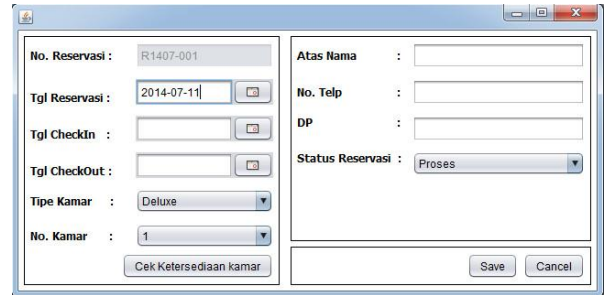 No. Reservasi : R1407-001
Tgl Reservasi : 2014-07-11
Tgl CheckIn :
Tgl CheckOut :
Tipe Kamar : Deluxe
No. Kamar : 1
Cek Ketersediaan kamar
Atas Nama :
No. Telp :
DP :
Status Reservasi : Proses
Save Cancel